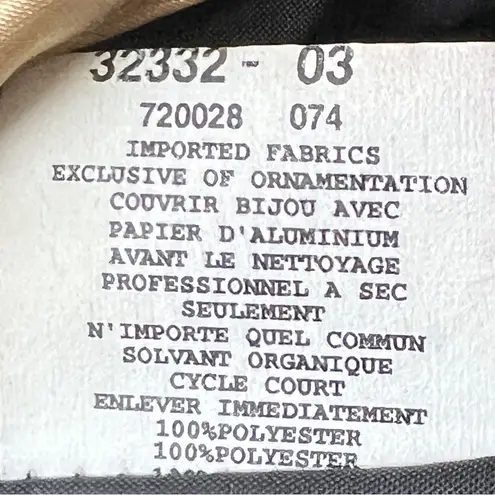 32332 - 03
720028 074
IMPORTED FABRICS
EXCLUSIVE OF ORNAMENTATION
COUVRIR BIJOU AVEC
PAPIER D'ALUMINIUM
AVANT LE NETTOYAGE
PROFESSIONNEL A SEC
SEULEMENT
N'IMPORTE QUEL COMMUN
SOLVANT ORGANIQUE
CYCLE COURT
ENLEVER IMMEDIATEMENT
100%POLYESTER
100%POLYESTER